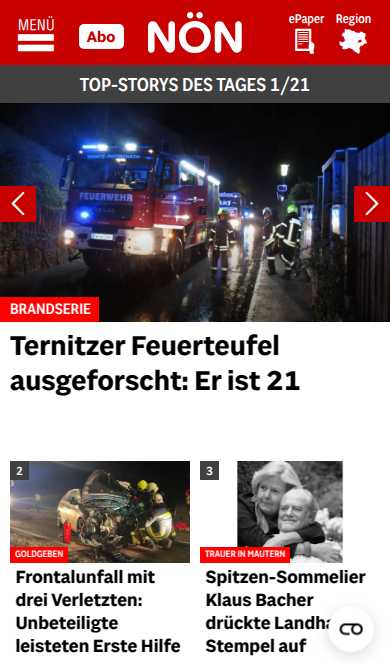 MENÜ
Abo
NÖN
ePaper
Region
TOP-STORYS DES TAGES 1/21
FEUERWEHR
BRANDSERIE
Ternitzer Feuerteufel
ausgeforscht: Er ist 21
2
GOLDGEBEN
Frontalunfall mit
drei Verletzten:
Unbeteiligte
leisteten Erste Hilfe
3
TRAUER IN MAUTERN
Spitzen-Sommelier
Klaus Bacher
drückte
Stempel auf